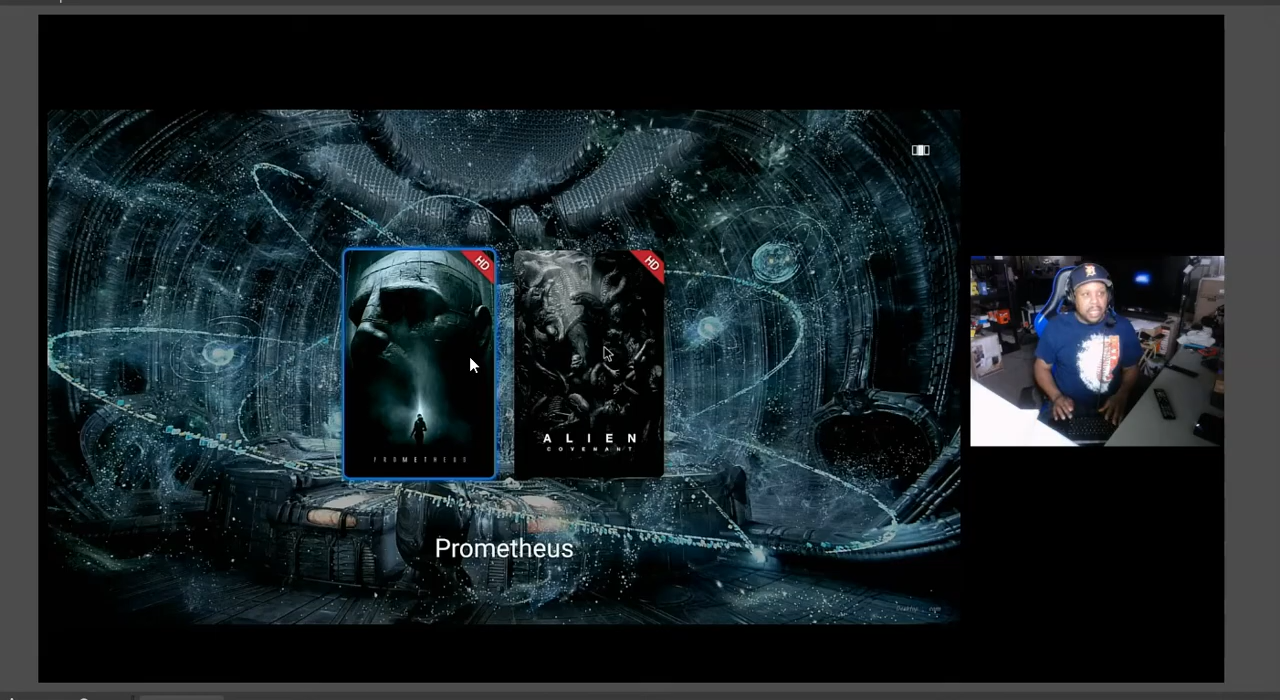 HD
HD
PROMETHEUS
ALIEN
COVENANT
Prometheus